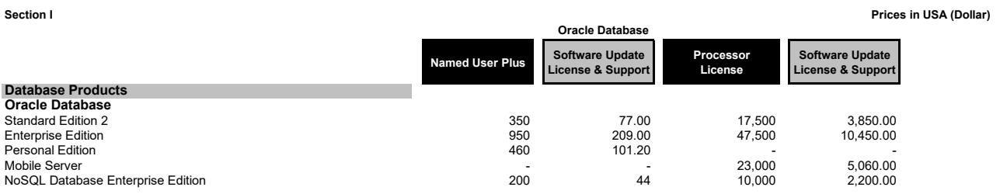 Section I Prices in USA (Dollar)
Oracle Database
Named User Plus Software Update License & Support Processor License Software Update License & Support
Database Products
Oracle Database
Standard Edition 2 350 77.00 17,500 3,850.00
Enterprise Edition 950 209.00 47,500 10,450.00
Personal Edition 460 101.20 - -
Mobile Server - - 23,000 5,060.00
NoSQL Database Enterprise Edition 200 44 10,000 2,200.00